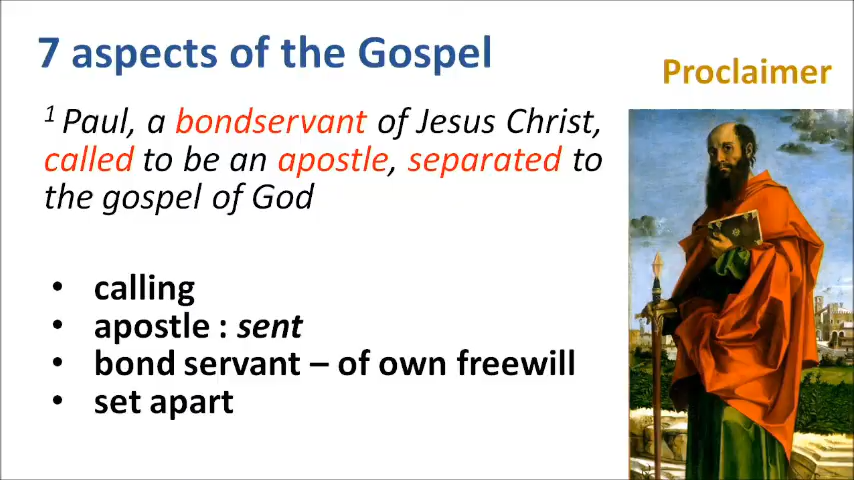 7 aspects of the Gospel
Proclaimer
1 Paul, a bondservant of Jesus Christ,
called to be an apostle, separated to
the gospel of God
• calling
• apostle : sent
• bond servant – of own freewill
• set apart